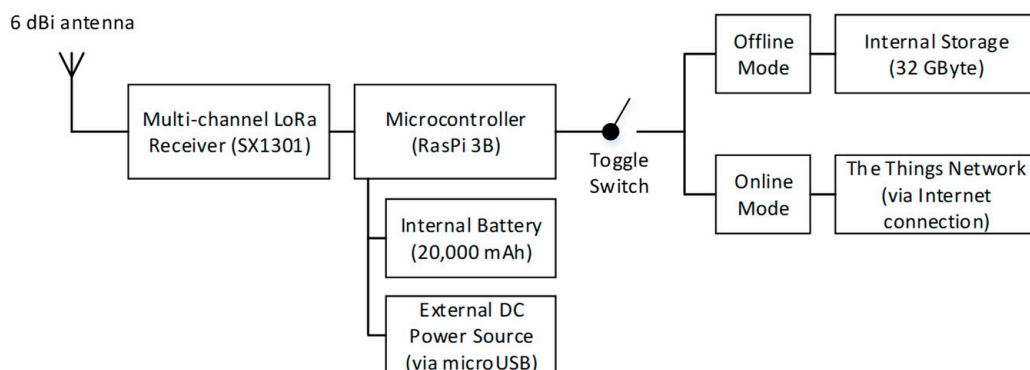 6 dBi antenna
Multi-channel LoRa
Receiver (SX1301)
Microcontroller
(RasPi 3B)
Internal Battery
(20,000 mAh)
External DC
Power Source
(via microUSB)
Toggle
Switch
Offline
Mode
Internal Storage
(32 GByte)
Online
Mode
The Things Network
(via Internet
connection)